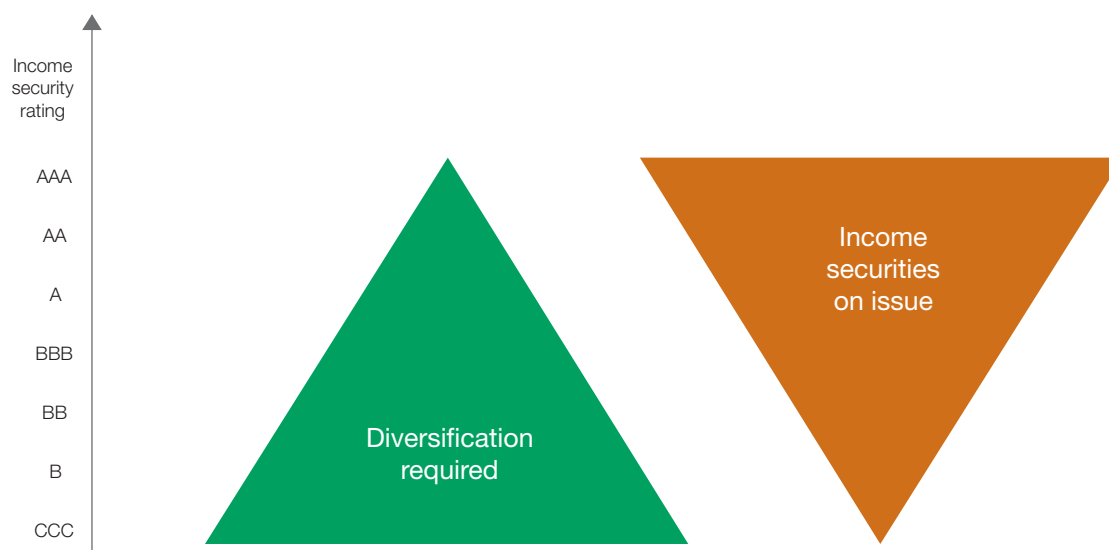 Income
security
rating
AAA
AA
A
BBB
BB
B
CCC
Diversification
required
Income
securities
on issue